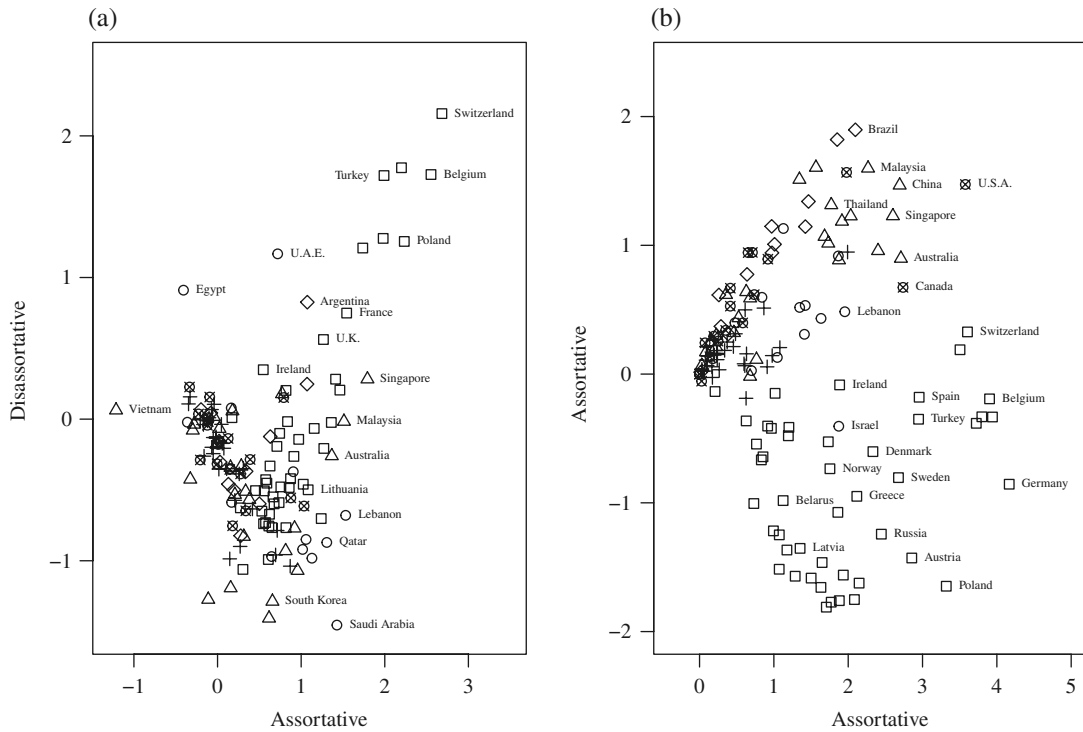 (a)
Disassortative
2
1
0
−1
Switzerland
Turkey
Belgium
Poland
U.A.E.
Egypt
Argentina
France
U.K.
Ireland
Singapore
Vietnam
Malaysia
Australia
Lithuania
Lebanon
Qatar
South Korea
Saudi Arabia
−1 0 1 2 3
Assortative
(b)
Assortative
2
1
0
−1
−2
Brazil
Malaysia
China
U.S.A.
Thailand
Singapore
Australia
Canada
Lebanon
Switzerland
Ireland
Spain
Belgium
Turkey
Israel
Denmark
Norway
Sweden
Germany
Greece
Belarus
Russia
Latvia
Austria
Poland
0 1 2 3 4 5
Assortative